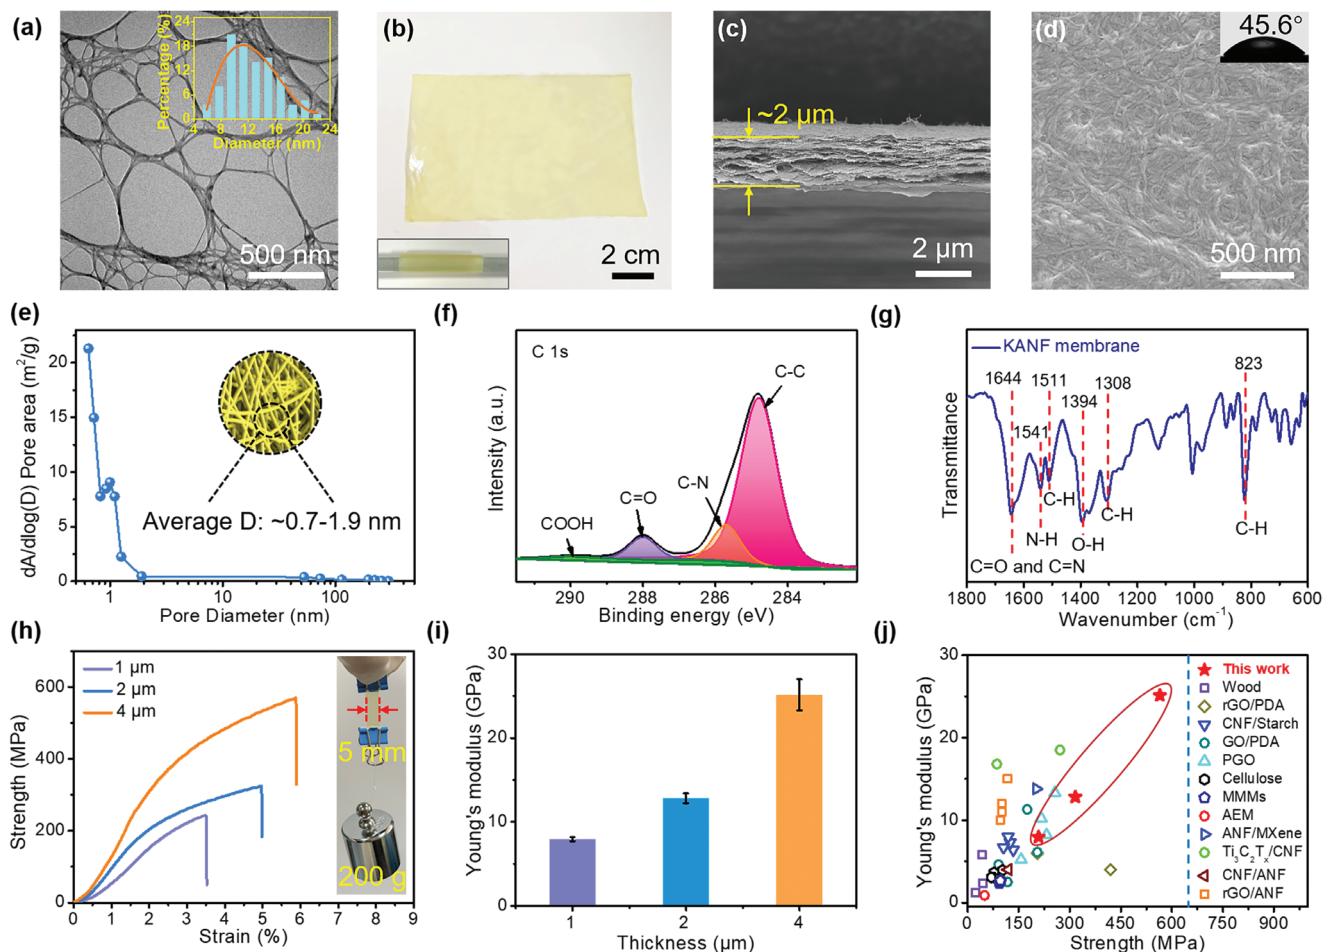 (a)
Percentage (%)
24
18
12
6
0
4 8 12 16 20 24
Diameter (nm)
500 nm
(b)
2 cm
(c)
~2 μm
2 μm
(d)
45.6°
500 nm
(e)
dA/dlog(D)) Pore area (m²/g)
20
15
10
5
0
Average D: ~0.7-1.9 nm
1 10 100
Pore Diameter (nm)
(f)
C 1s
Intensity (a.u.)
C-C
C-N
C=O
COOH
290 288 286 284
Binding energy (eV)
(g)
KANF membrane
Transmittance
1644 1511 1308 823
1394
1541
C-H
C-H
C-H
N-H
O-H
C=O and C=N
1800 1600 1400 1200 1000 800 600
Wavenumber (cm⁻¹)
(h)
1 μm
2 μm
4 μm
Strength (MPa)
600
400
200
0
0 1 2 3 4 5 6 7 8 9
Strain (%)
5 mm
200 g
(i)
Young's modulus (GPa)
30
20
10
0
1 2 4
Thickness (μm)
(j)
Young's modulus (GPa)
30
20
10
0
0 150 300 450 600 750 900
Strength (MPa)
This work
Wood
rGO/PDA
CNF/Starch
GO/PDA
PGO
Cellulose
MMMs
AEM
ANF/MXene
Ti₃C₂Tₓ/CNF
CNF/ANF
rGO/ANF